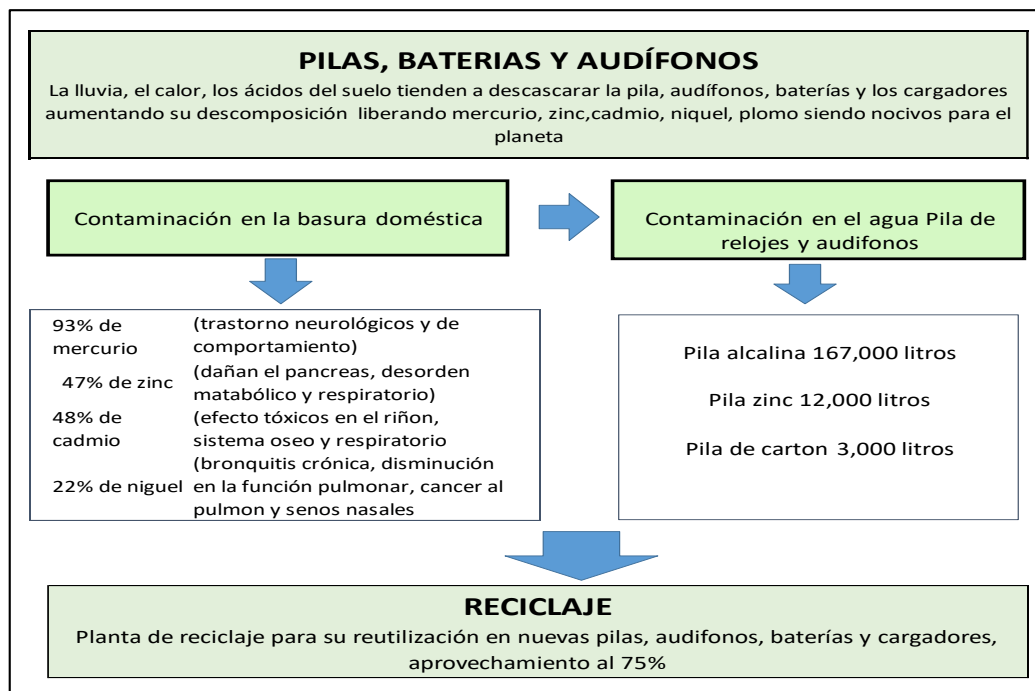 PILAS, BATERIAS Y AUDÍFONOS
La lluvia, el calor, los ácidos del suelo tienden a descascarar la pila, audífonos, baterías y los cargadores
aumentando su descomposición liberando mercurio, zinc,cadmio, niquel, plomo siendo nocivos para el
planeta
Contaminación en la basura doméstica
Contaminación en el agua Pila de
relojes y audifonos
93% de
mercurio
(trastorno neurológicos y de
comportamiento)
47% de zinc
(dañan el pancreas, desorden
matabólico y respiratorio)
48% de
cadmio
(efecto tóxicos en el riñon,
sistema oseo y respiratorio
22% de niguel
(bronquitis crónica, disminución
en la función pulmonar, cancer al
pulmon y senos nasales
Pila alcalina 167,000 litros
Pila zinc 12,000 litros
Pila de carton 3,000 litros
RECICLAJE
Planta de reciclaje para su reutilización en nuevas pilas, audifonos, baterías y cargadores,
aprovechamiento al 75%